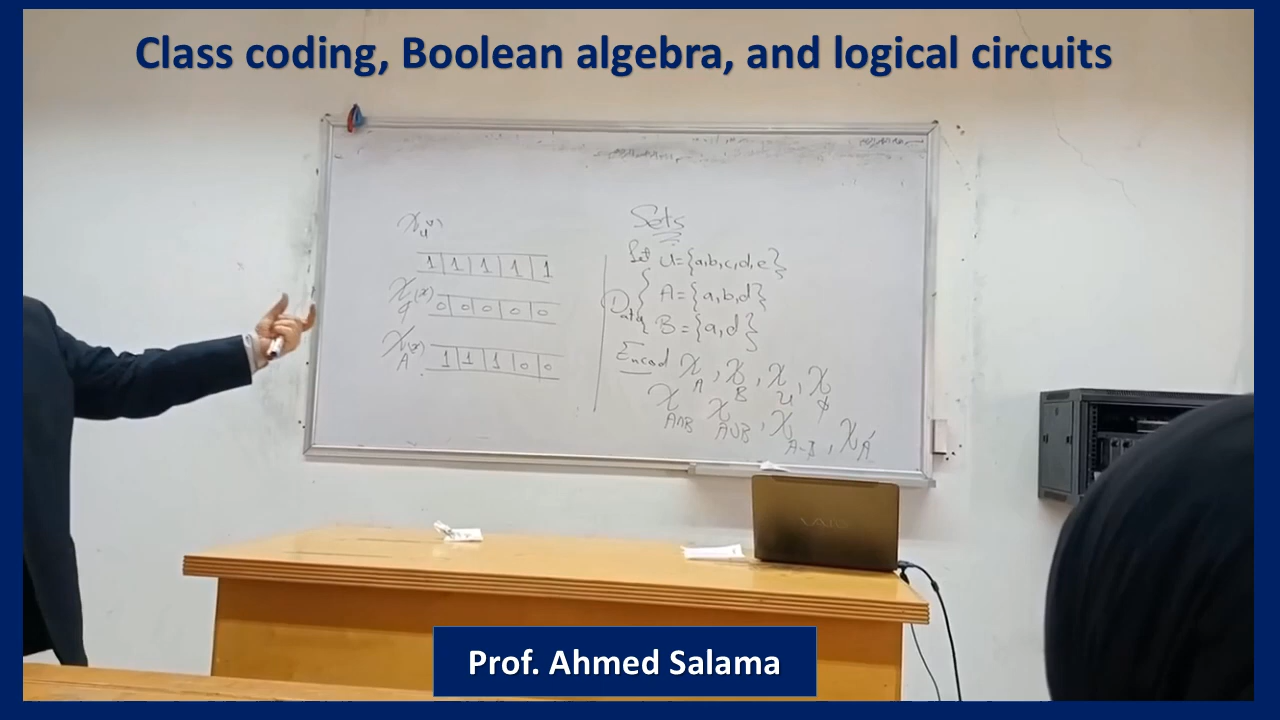 Class coding, Boolean algebra, and logical circuits
χ_U(x)
1 1 1 1 1
χ_φ(x) 0 0 0 0 0
χ_A(x) 1 1 1 0 0
Sets
Let U={a,b,c,d,e}
Data
A={a,b,d}
B={a,d}
Encod χ_A, χ_B, χ_U, χ_φ
χ_A∩B χ_A∪B, χ_A-B, χ_A′
VAIO
Prof. Ahmed Salama